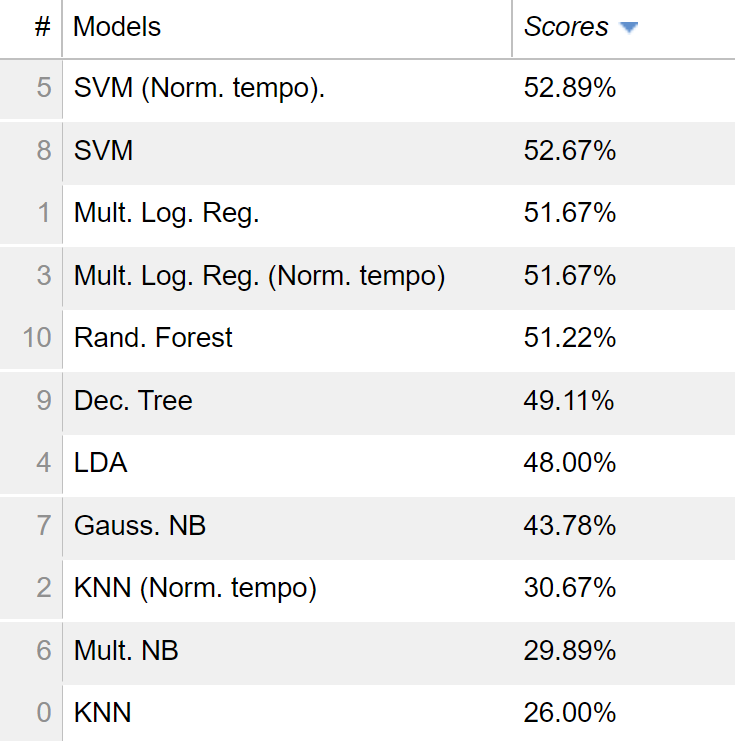 # Models Scores
5 SVM (Norm. tempo). 52.89%
8 SVM 52.67%
1 Mult. Log. Reg. 51.67%
3 Mult. Log. Reg. (Norm. tempo) 51.67%
10 Rand. Forest 51.22%
9 Dec. Tree 49.11%
4 LDA 48.00%
7 Gauss. NB 43.78%
2 KNN (Norm. tempo) 30.67%
6 Mult. NB 29.89%
0 KNN 26.00%